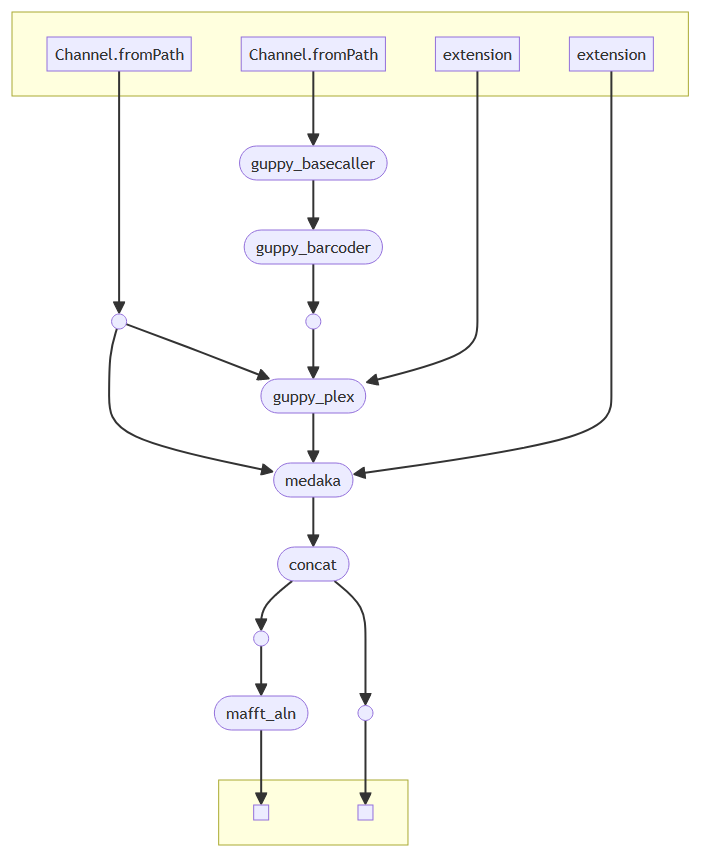 Channel.fromPath
Channel.fromPath
extension
extension
guppy_basecaller
guppy_barcoder
guppy_plex
medaka
concat
mafft_aln